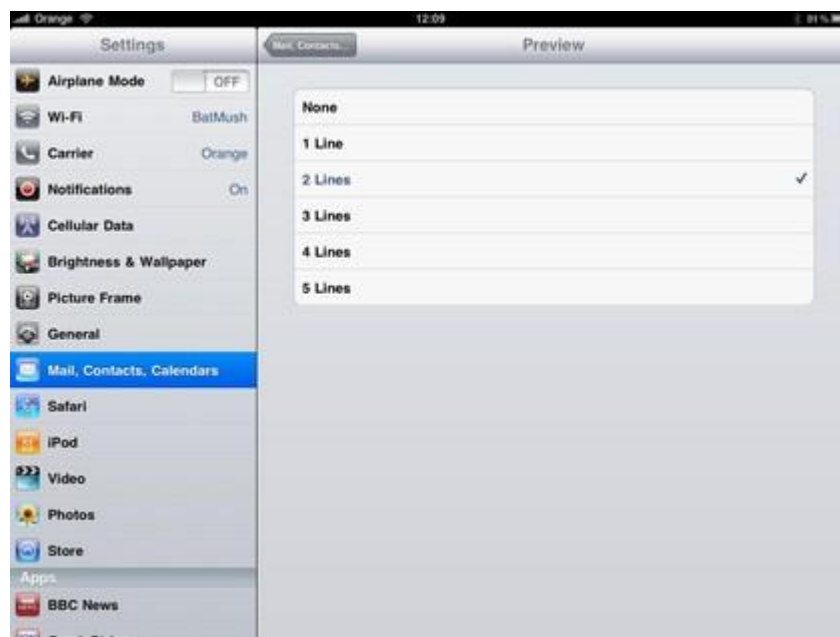 Orange
12:09
Settings
Mail, Contacts...
Preview
Airplane Mode OFF
Wi-Fi BatMush
Carrier Orange
Notifications On
Cellular Data
Brightness & Wallpaper
Picture Frame
General
Mail, Contacts, Calendars
Safari
iPod
Video
Photos
Store
Apps
BBC News
None
1 Line
2 Lines
3 Lines
4 Lines
5 Lines